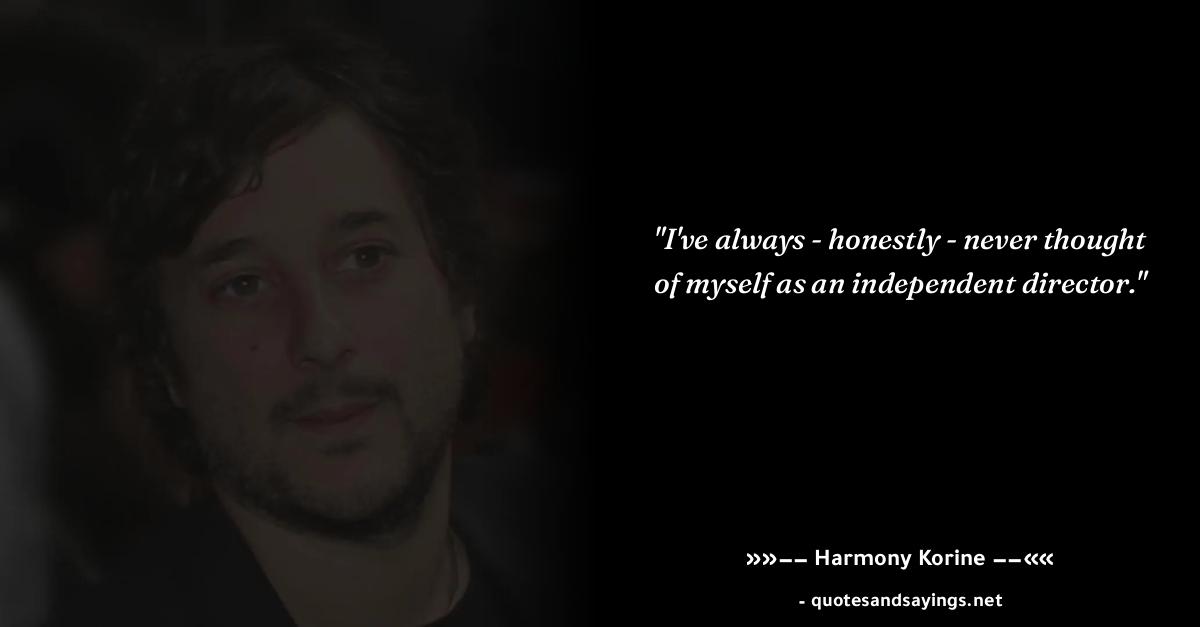 "I've always - honestly - never thought
of myself as an independent director."
»»−− Harmony Korine −−««
- quotesandsayings.net